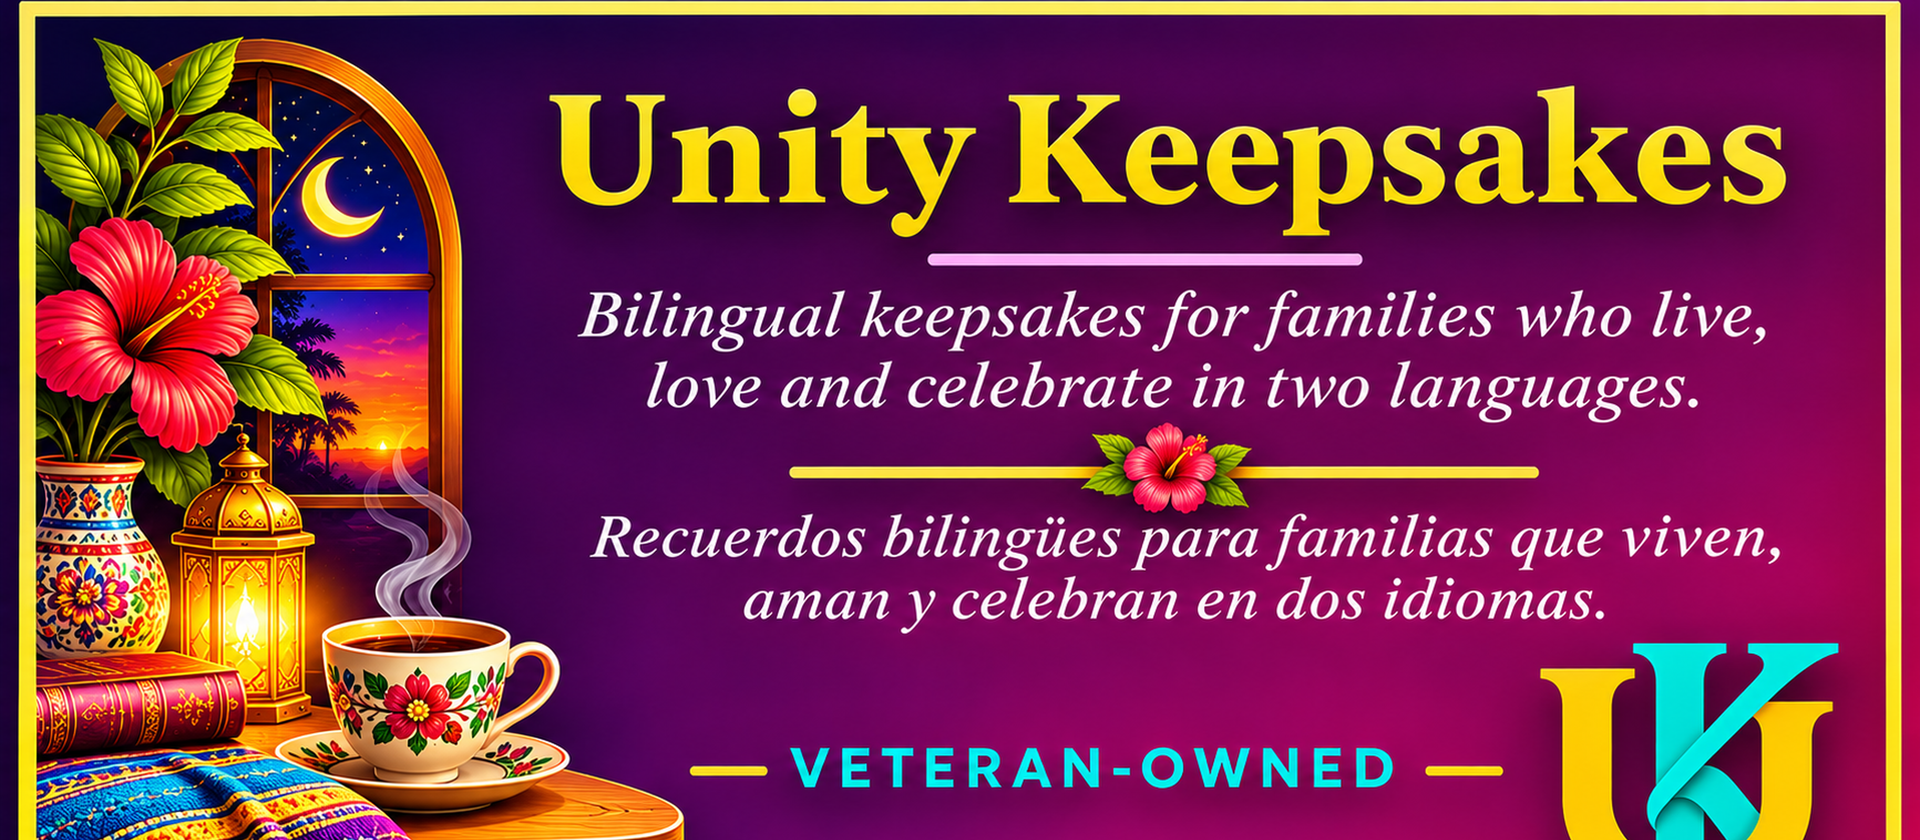 Unity Keepsakes
Bilingual keepsakes for families who live,
love and celebrate in two languages.
Recuerdos bilingües para familias que viven,
aman y celebran en dos idiomas.
VETERAN-OWNED
UK